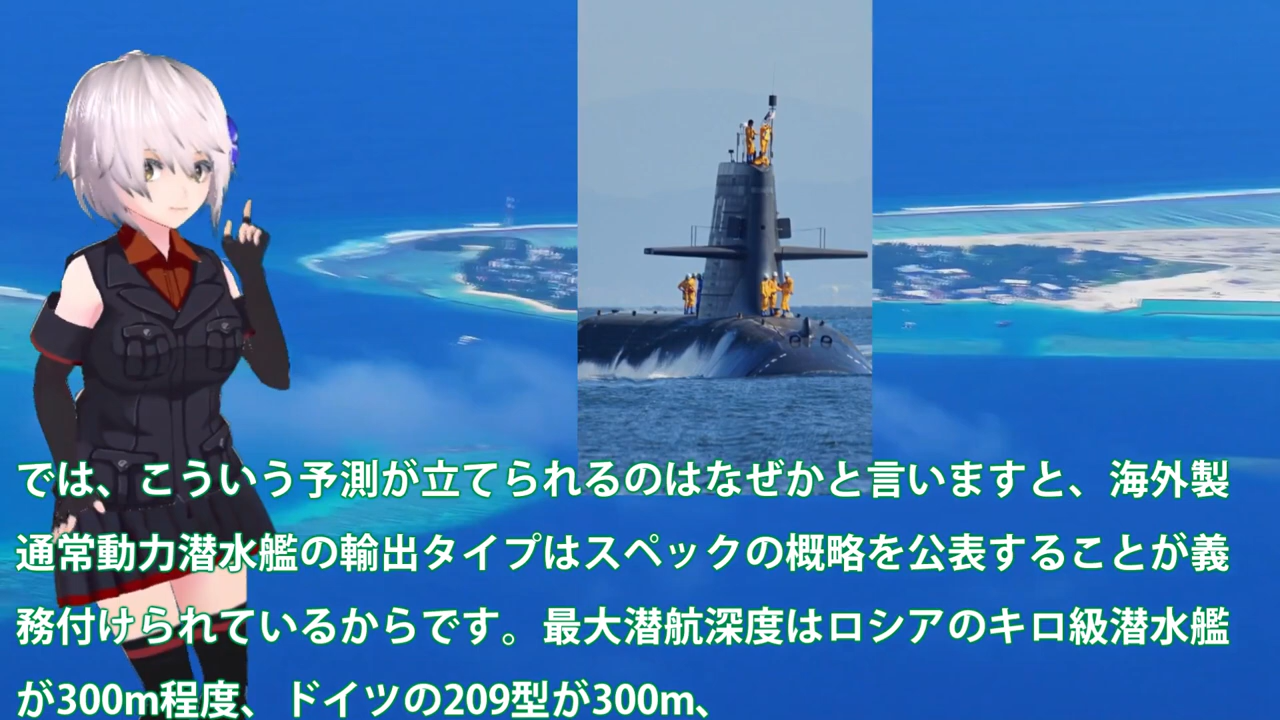 では、こういう予測が立てられるのはなぜかと言いますと、海外製
通常動力潜水艦の輸出タイプはスペックの概略を公表することが義
務付けられているからです。最大潜航深度はロシアのキロ級潜水艦
が300m程度、ドイツの209型が300m、